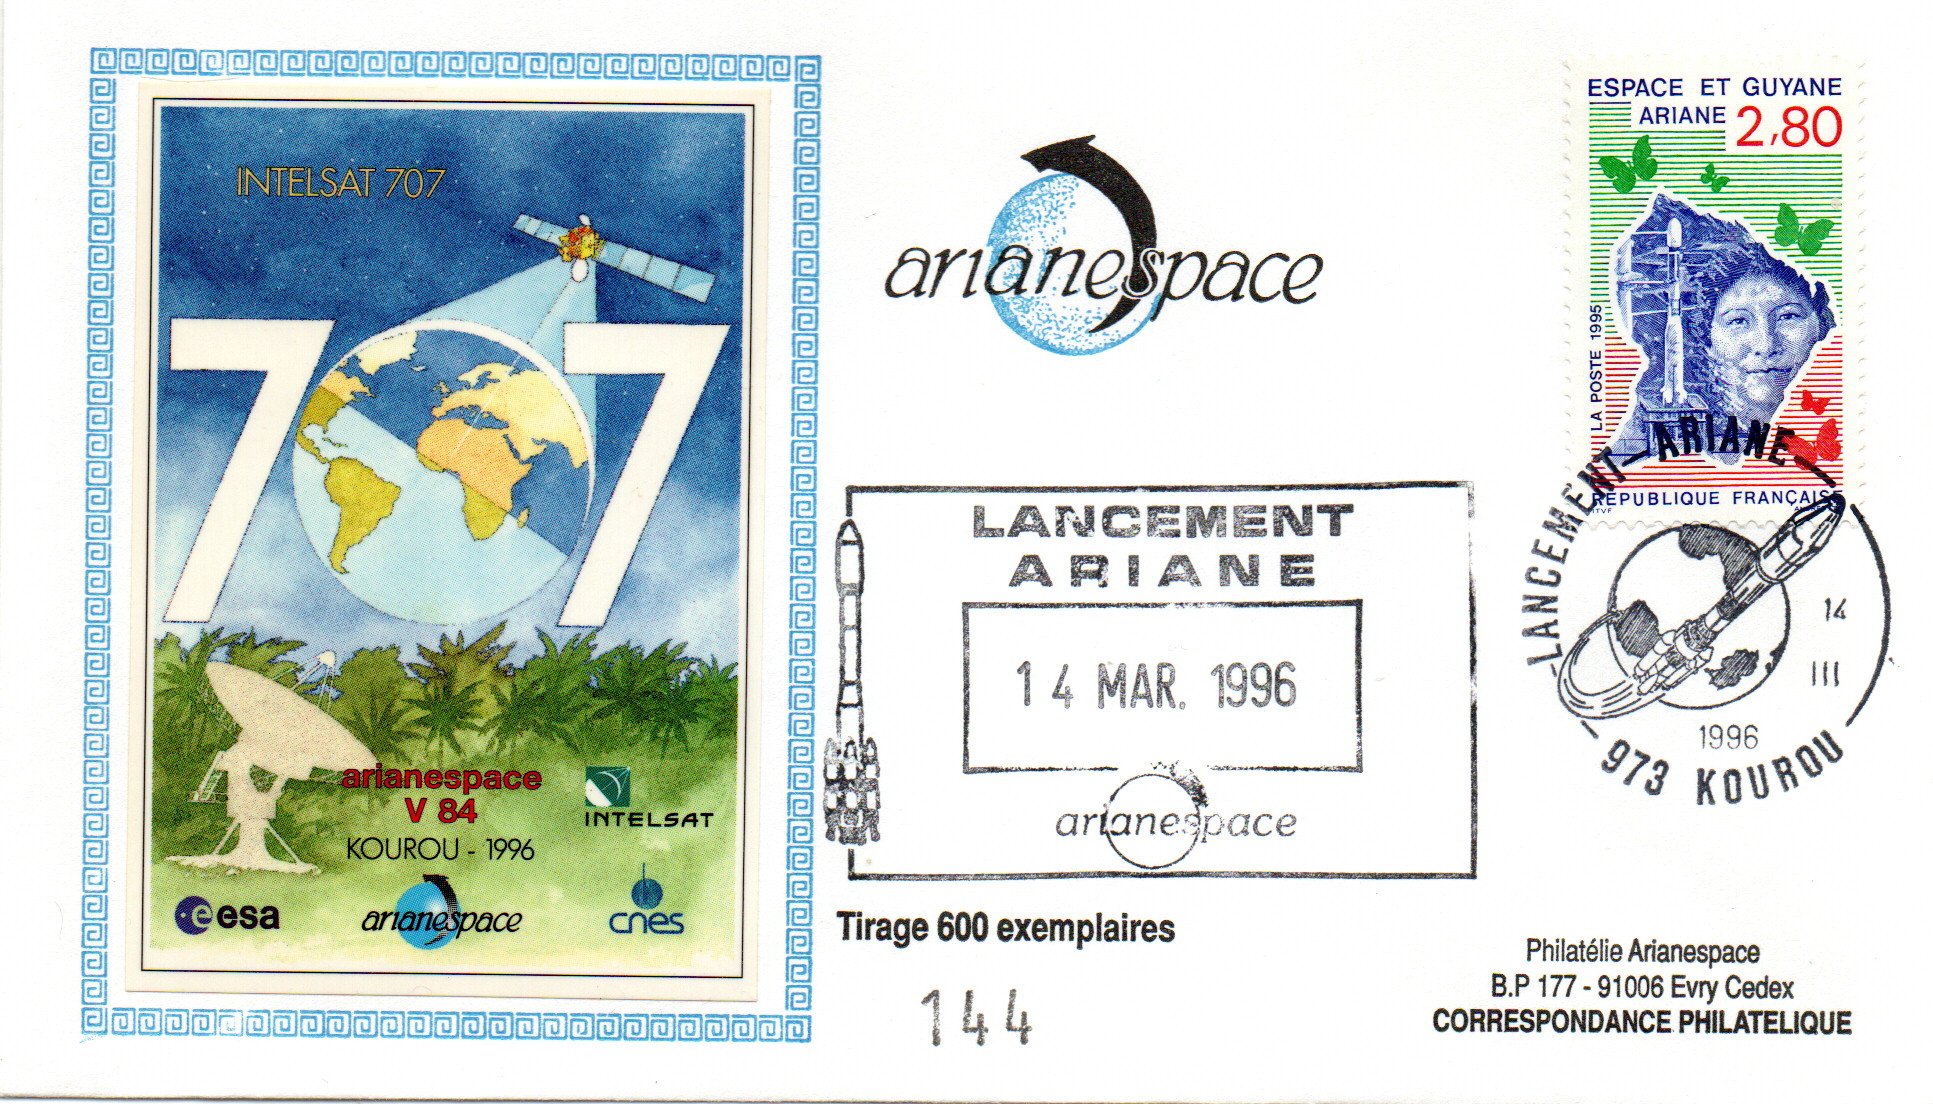 INTELSAT 707
707
arianespace
V 84
KOUROU - 1996
INTELSAT
esa
arianespace
cnes
arianespace
ESPACE ET GUYANE
ARIANE 2,80
LA POSTE 1995
RÉPUBLIQUE FRANÇAISE
ITVF
LANCEMENT ARIANE
14
III
1996
973 KOUROU
LANCEMENT
ARIANE
14 MAR. 1996
arianespace
Tirage 600 exemplaires
144
Philatélie Arianespace
B.P 177 - 91006 Evry Cedex
CORRESPONDANCE PHILATELIQUE